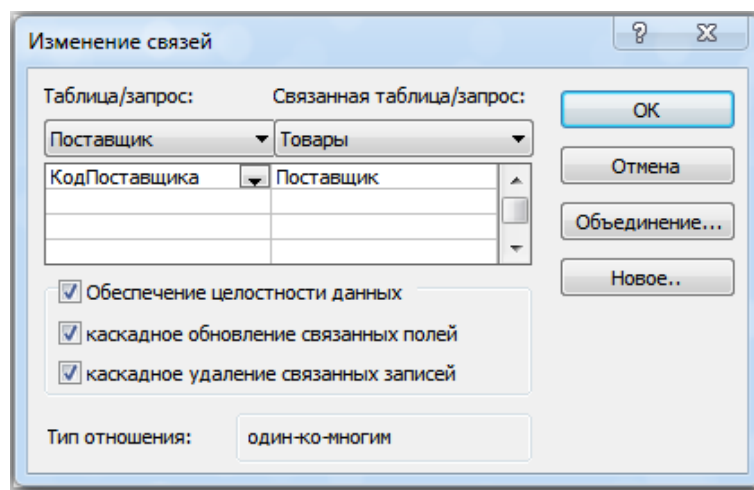 Изменение связей
Таблица/запрос: Связанная таблица/запрос:
Поставщик Товары
КодПоставщика Поставщик
Обеспечение целостности данных
каскадное обновление связанных полей
каскадное удаление связанных записей
Тип отношения: один-ко-многим
ОК
Отмена
Объединение...
Новое..